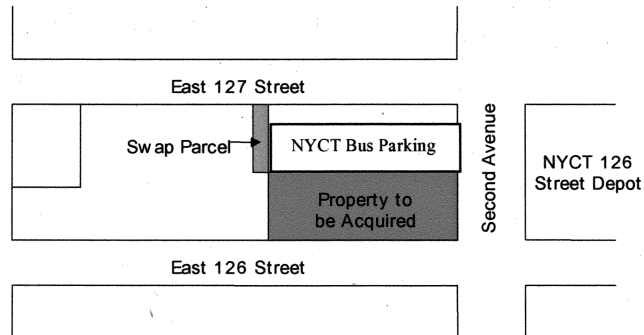 East 127 Street
Swap Parcel
NYCT Bus Parking
Second Avenue
NYCT 126
Street Depot
Property to
be Acquired
East 126 Street